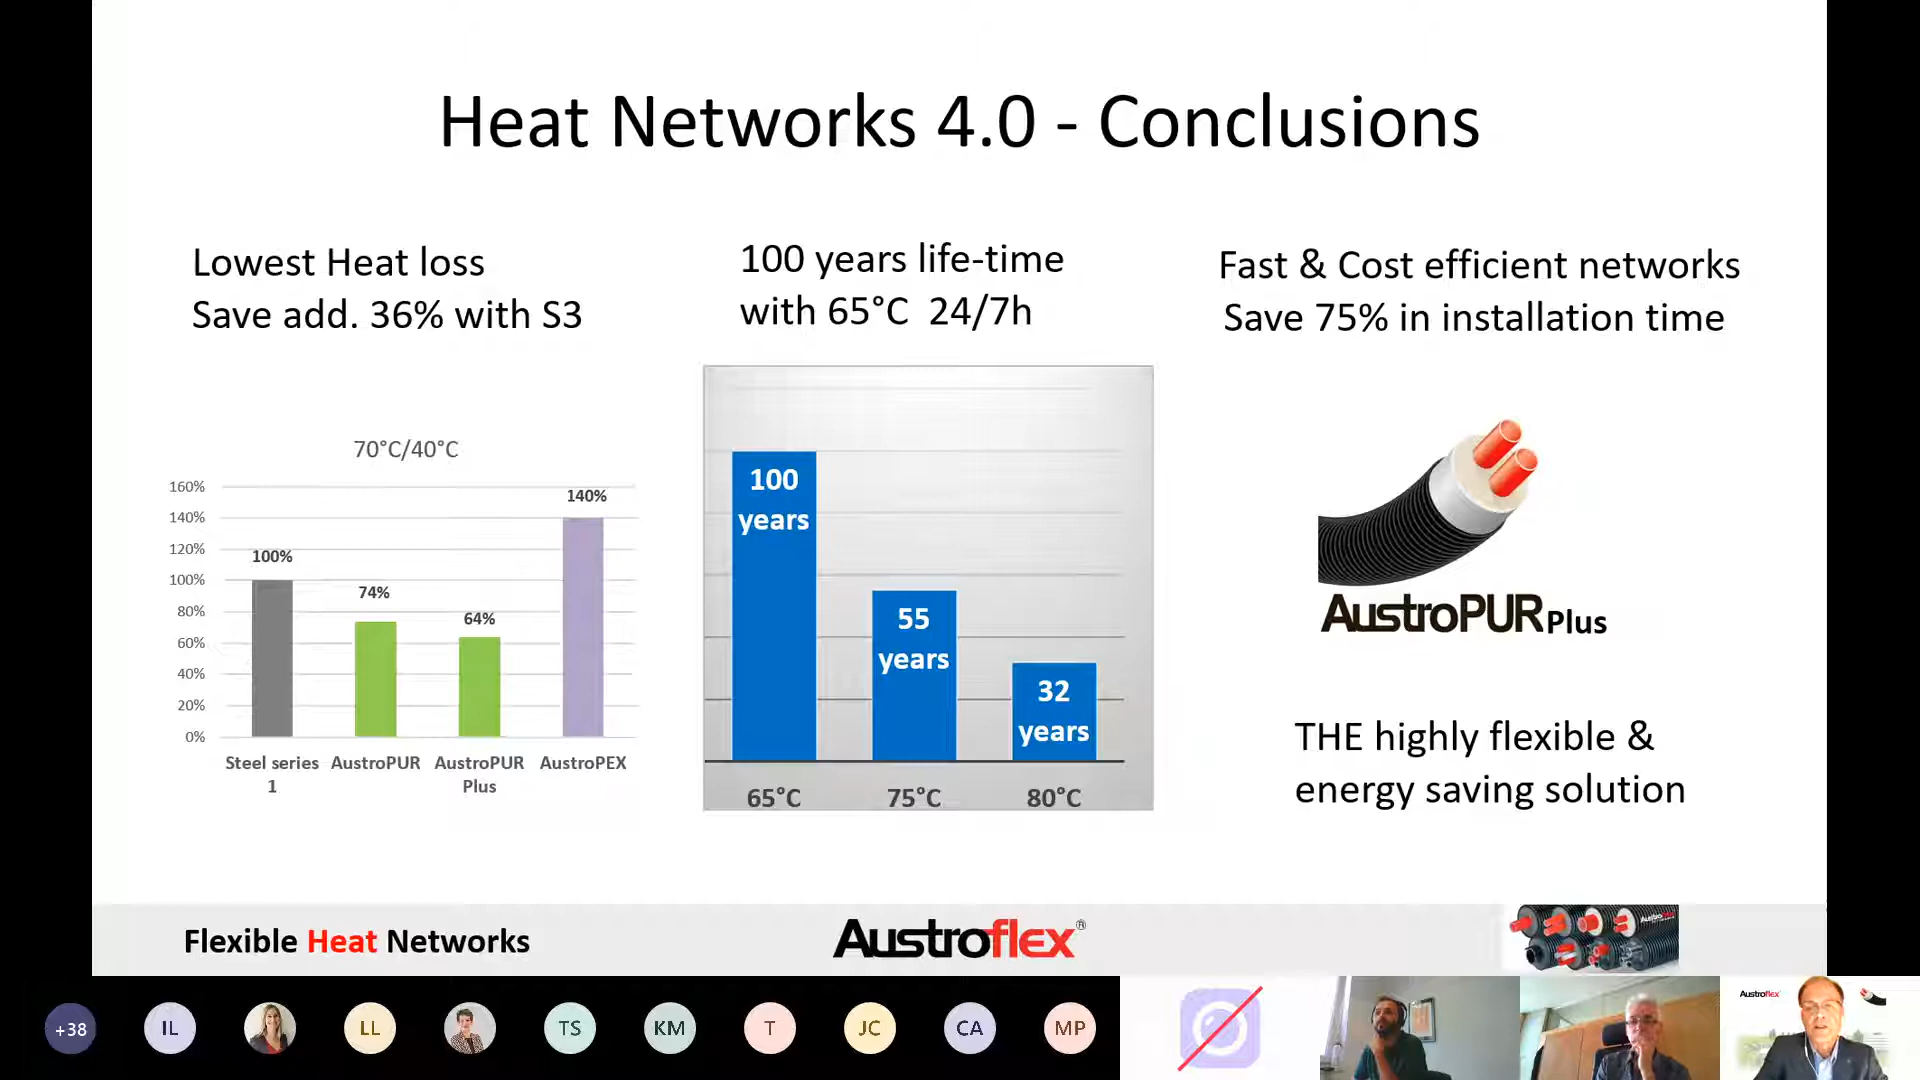 Heat Networks 4.0 - Conclusions
Lowest Heat loss
Save add. 36% with S3
70°C/40°C
160%
140%
120%
100%
80%
60%
40%
20%
0%
100%
74%
64%
140%
Steel series
1
AustroPUR
AustroPUR
Plus
AustroPEX
100 years life-time
with 65°C 24/7h
100
years
55
years
32
years
65°C
75°C
80°C
Fast & Cost efficient networks
Save 75% in installation time
AustroPUR Plus
THE highly flexible &
energy saving solution
Flexible Heat Networks
Austroflex®
+38
IL
LL
TS
KM
T
JC
CA
MP
Austroflex